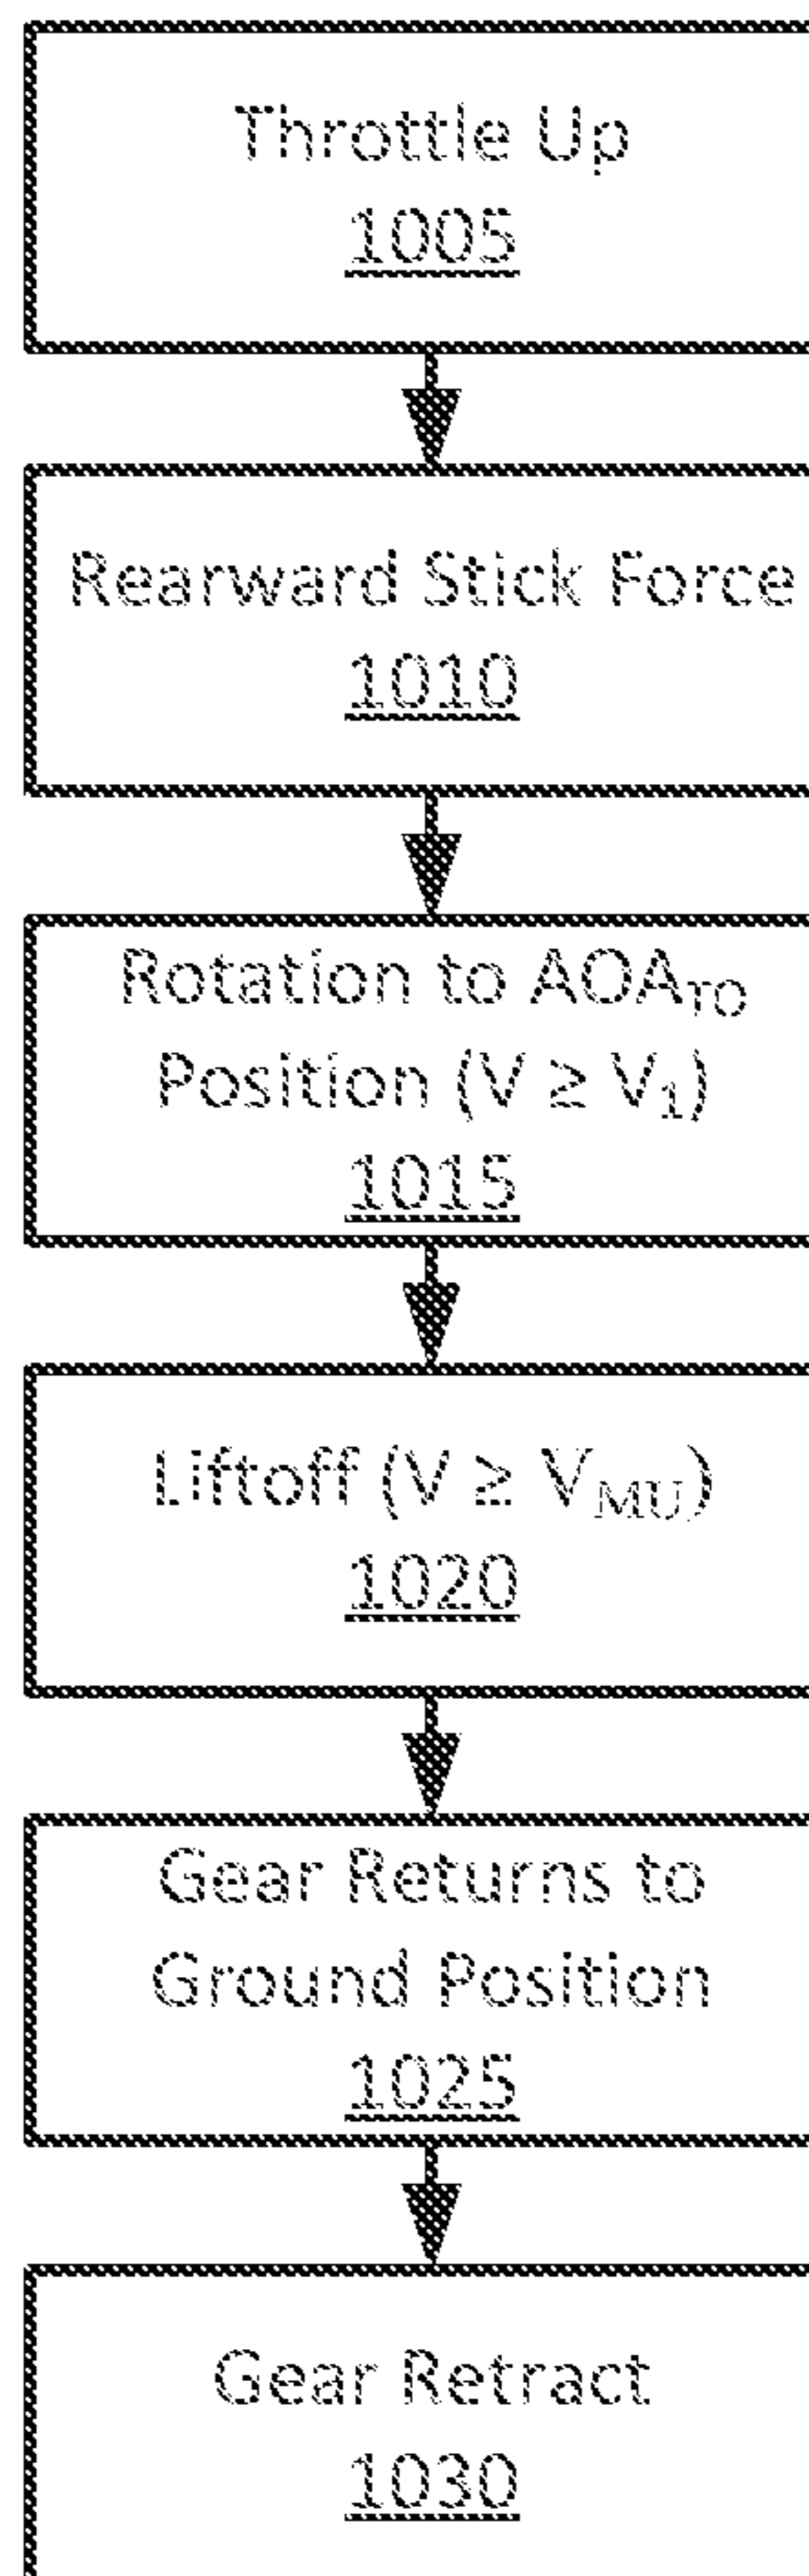 Throttle Up
1005
Rearward Stick Force
1010
Rotation to AOA_TO
Position (V ≥ V₁)
1015
Liftoff (V ≥ V_MU)
1020
Gear Returns to
Ground Position
1025
Gear Retract
1030